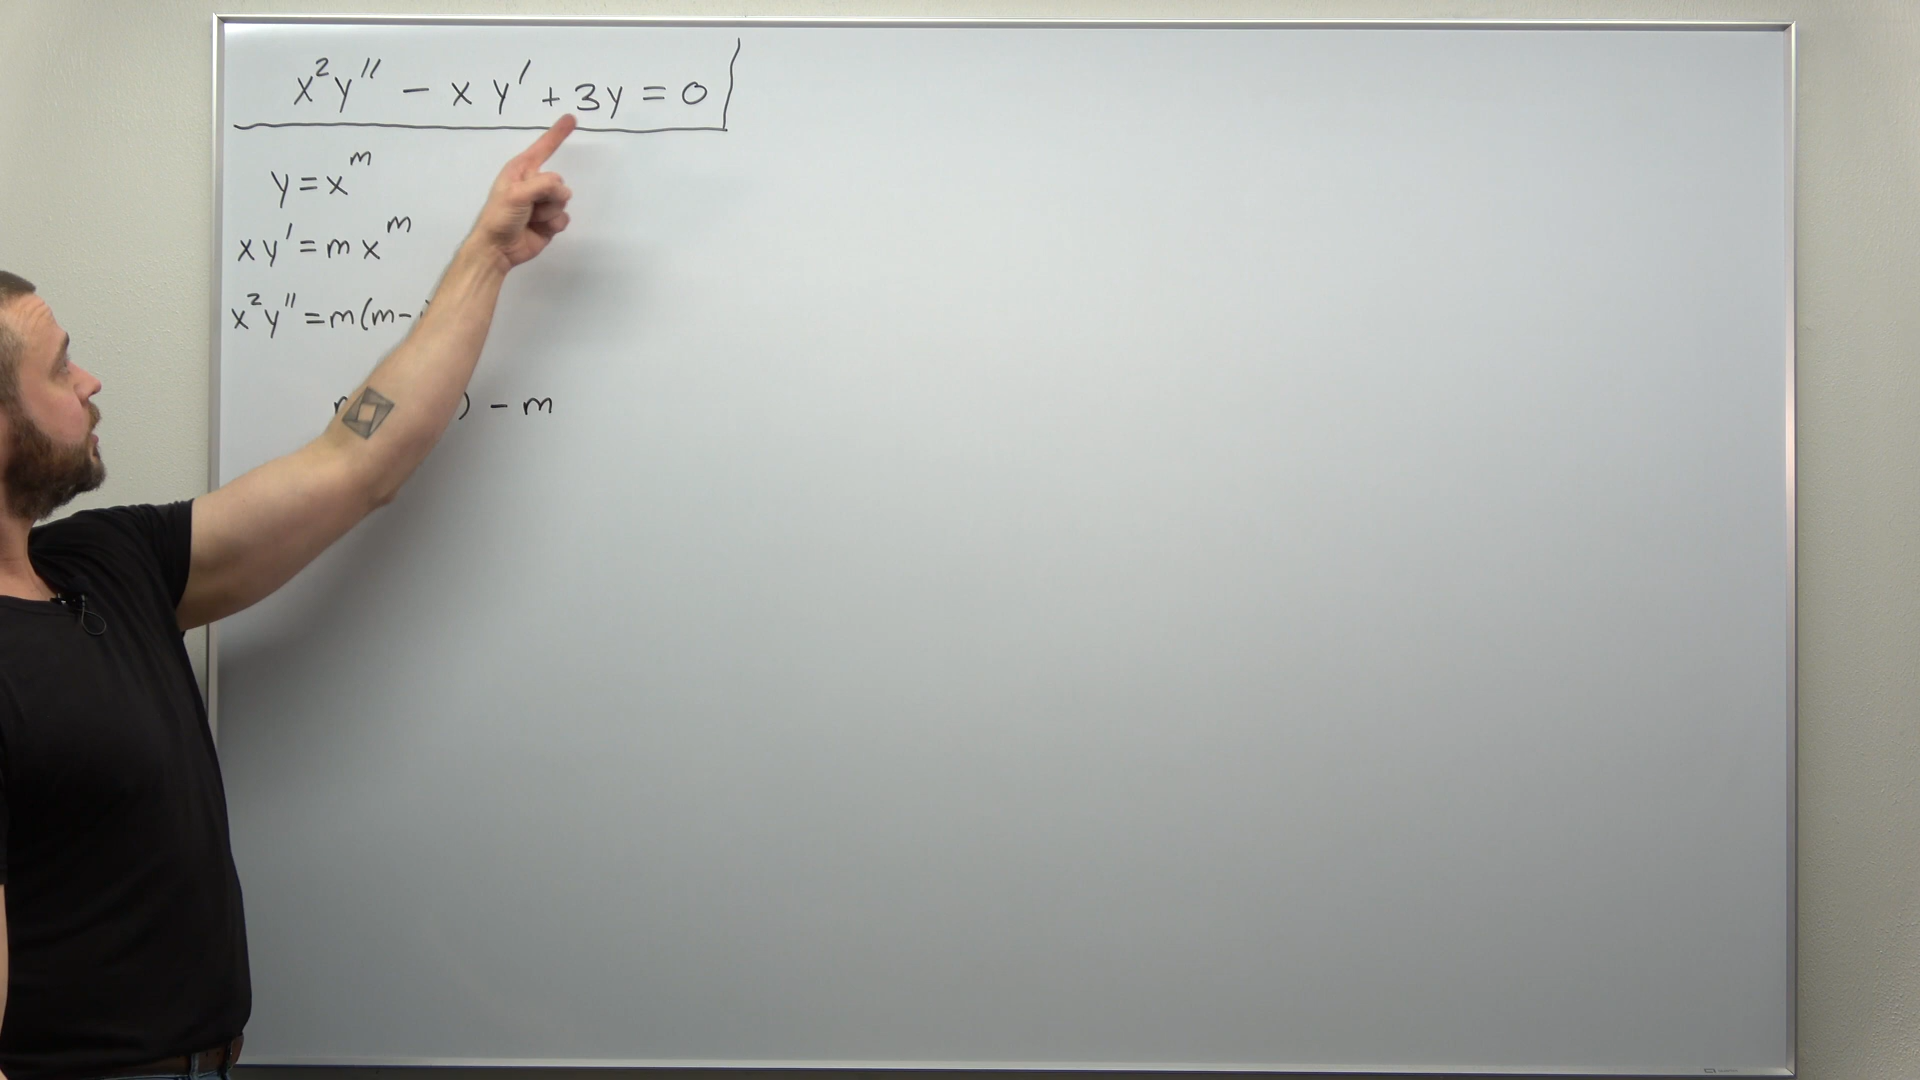 x²y'' - x y' + 3y = 0
y = x^m
x y' = m x^m
x²y'' = m(m-
) - m